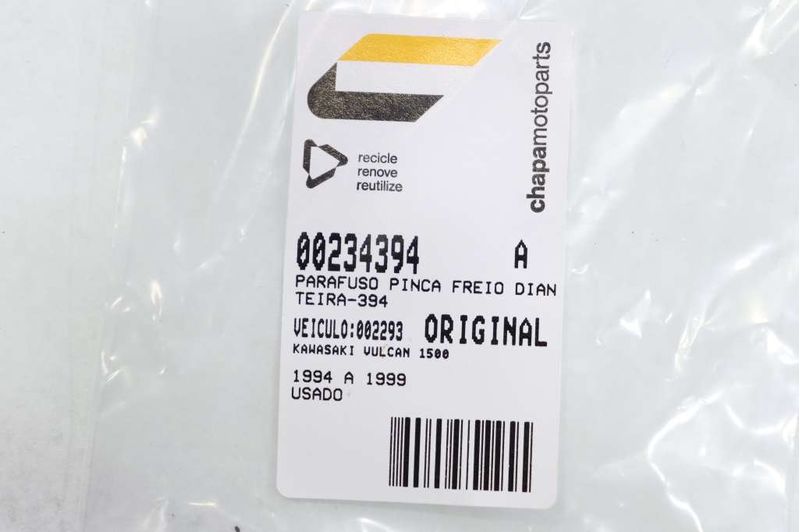 chapamotoparts
recicle
renove
reutilize
00234394 A
PARAFUSO PINCA FREIO DIAN
TEIRA-394
VEICULO:002293 ORIGINAL
KAWASAKI VULCAN 1500
1994 A 1999
USADO